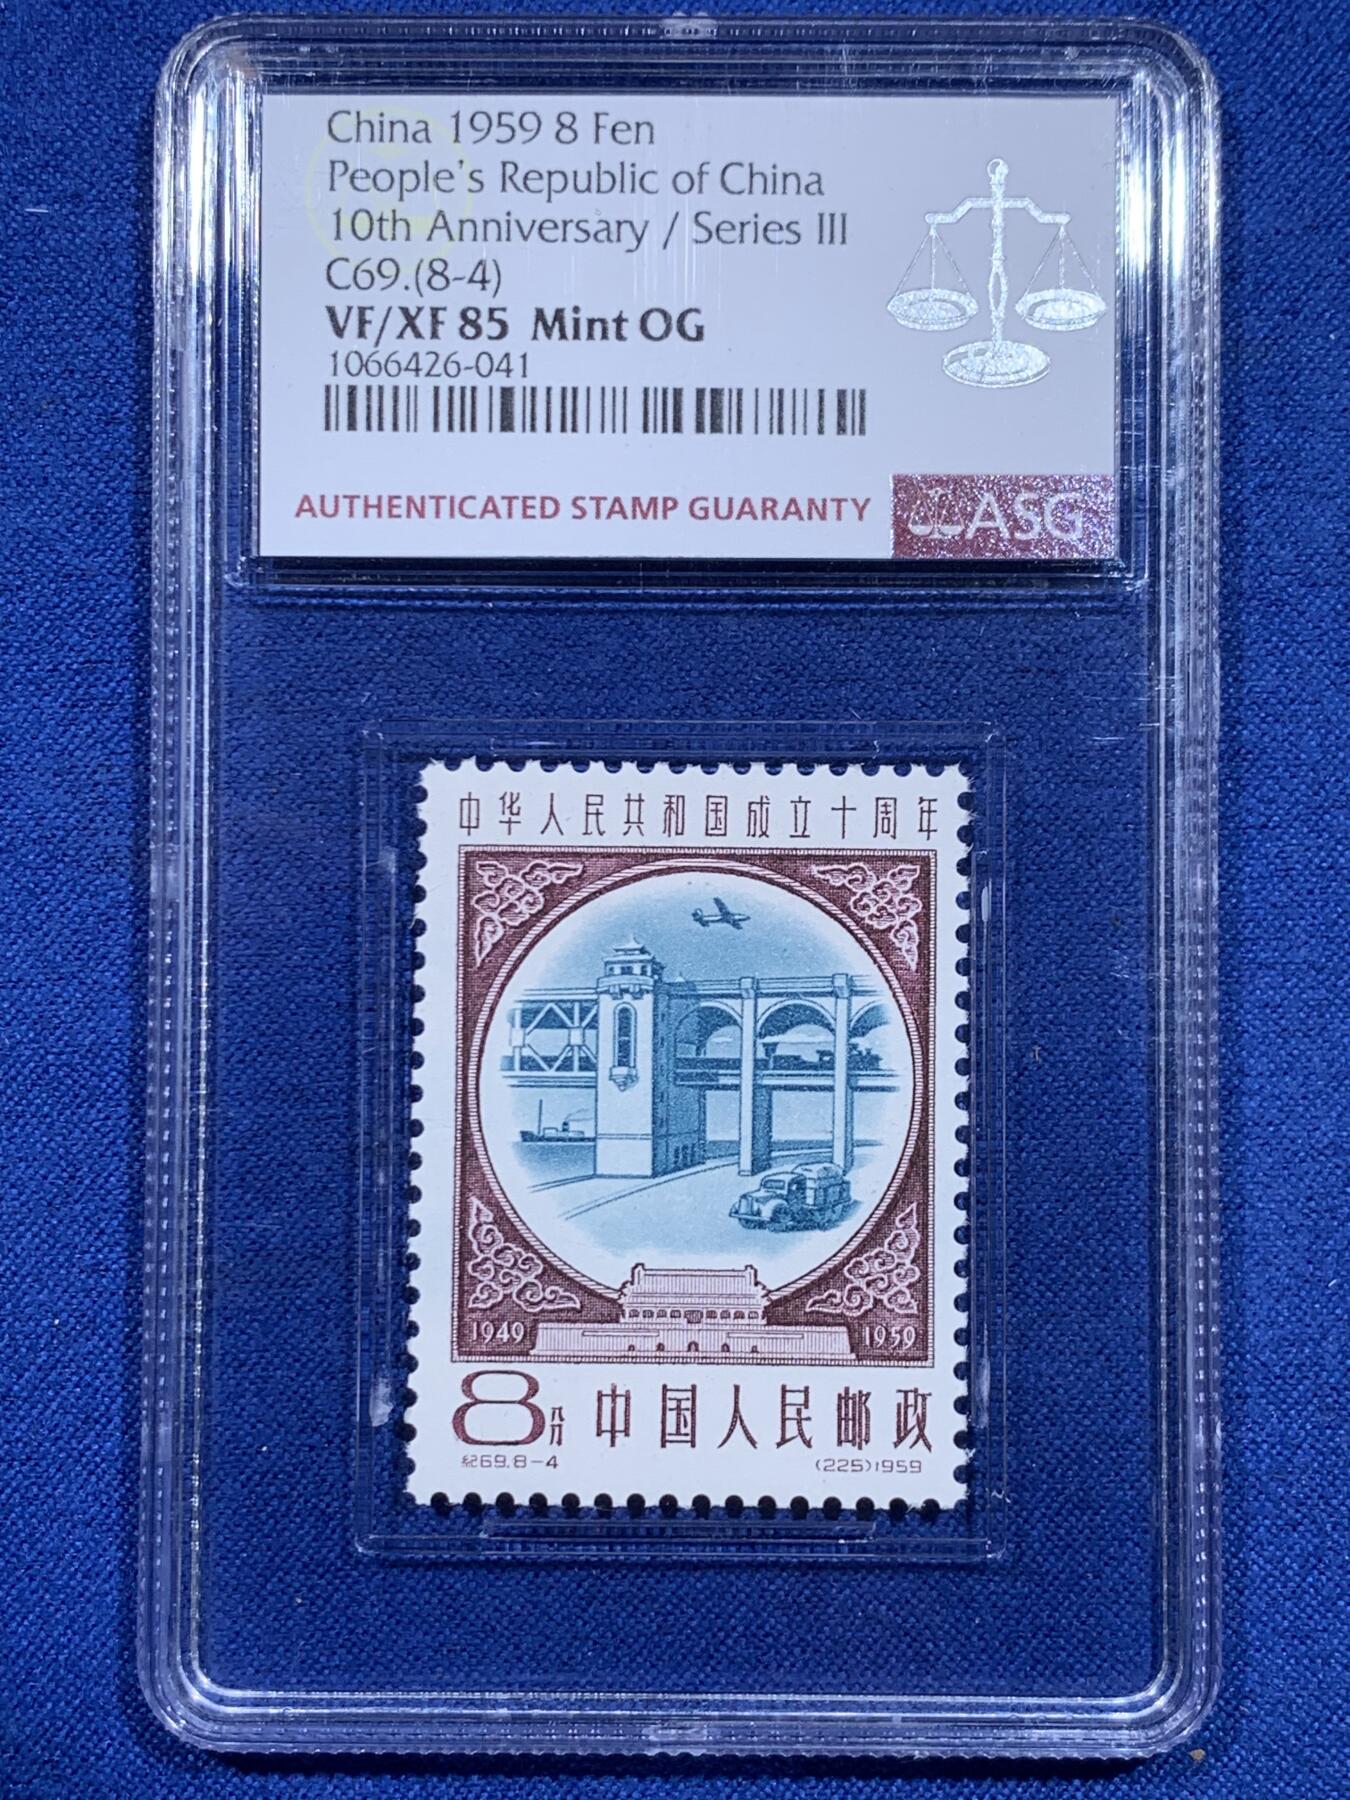 China 1959 8 Fen
People's Republic of China
10th Anniversary / Series III
C69.(8-4)
VF/XF 85 Mint OG
1066426-041
AUTHENTICATED STAMP GUARANTY
ASG
中华人民共和国成立十周年
1949
1959
8八分 中国人民邮政
紀69.8-4
(225)1959